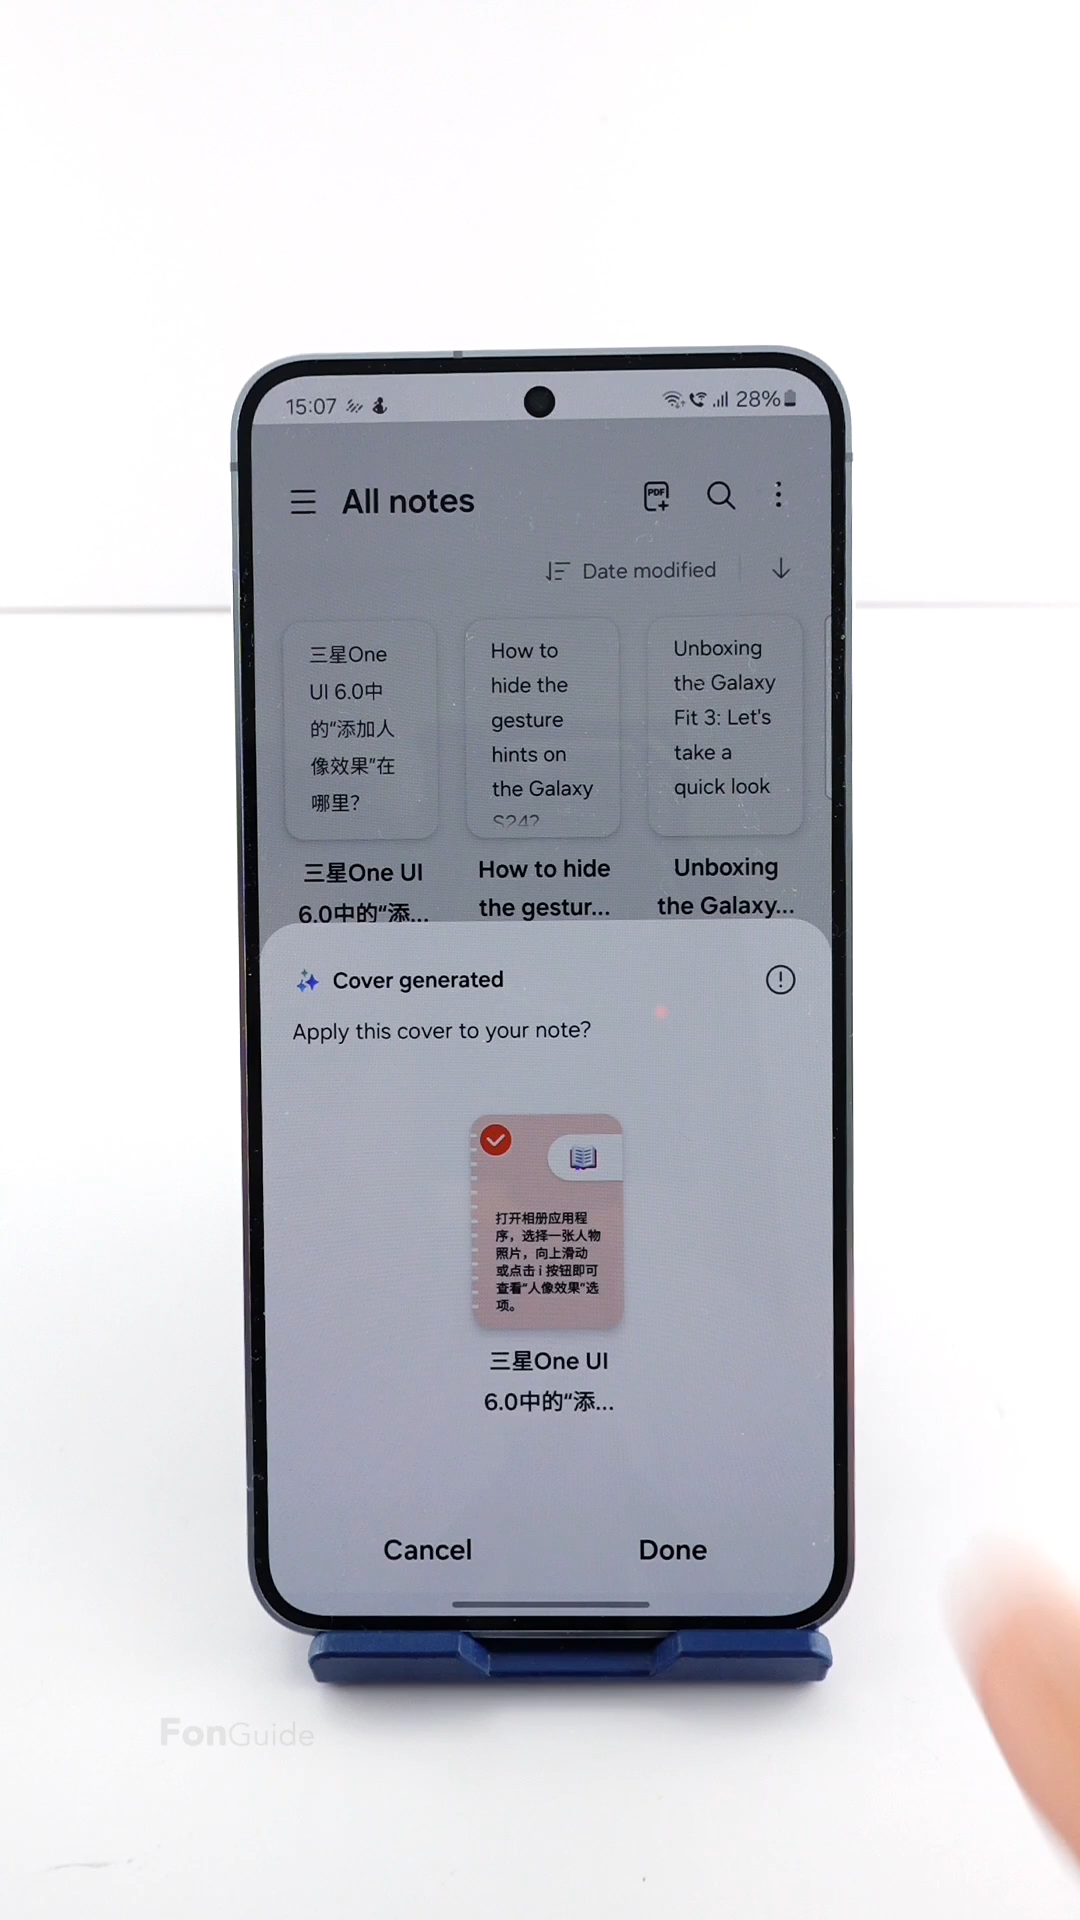 15:07
28%
All notes
PDF
Date modified
三星One
UI 6.0中
的“添加人
像效果”在
哪里？
How to
hide the
gesture
hints on
the Galaxy
S24?
Unboxing
the Galaxy
Fit 3: Let's
take a
quick look
三星One UI
6.0中的“添...
How to hide
the gestur...
Unboxing
the Galaxy...
Cover generated
Apply this cover to your note?
打开相册应用程
序，选择一张人物
照片，向上滑动
或点击 i 按钮即可
查看“人像效果”选
项。
三星One UI
6.0中的“添...
Cancel
Done
FonGuide